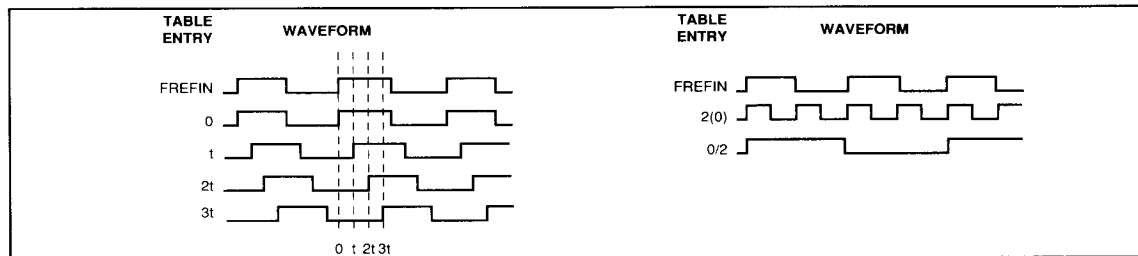 TABLE
ENTRY
WAVEFORM
FREFIN
0
t
2t
3t
0 t 2t 3t
TABLE
ENTRY
WAVEFORM
FREFIN
2(0)
0/2